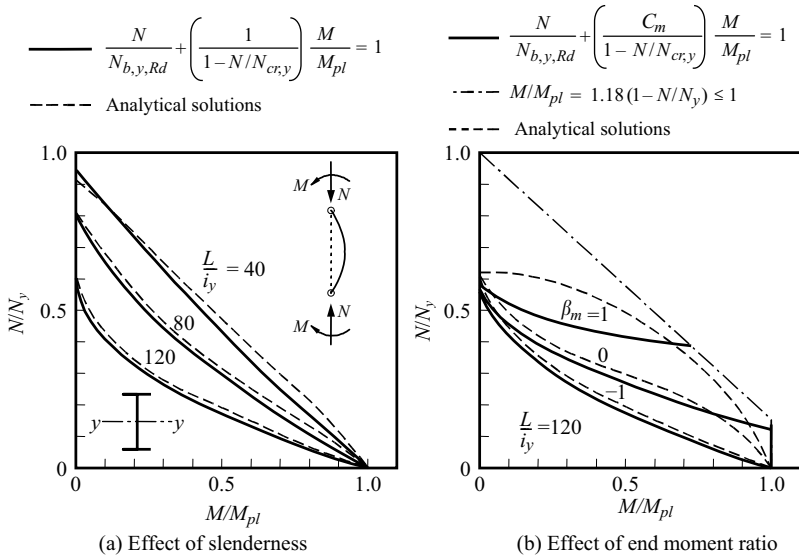 N/N_{b,y,Rd} + (1/(1–N/N_{cr,y})) M/M_{pl} = 1
Analytical solutions
1.0
0.5
0
N/N_y
0
0.5
1.0
M/M_{pl}
L/i_y = 40
80
120
M
N
N
M
y
y
(a) Effect of slenderness
N/N_{b,y,Rd} + (C_m/(1–N/N_{cr,y})) M/M_{pl} = 1
M/M_{pl} = 1.18(1–N/N_y) ≤ 1
Analytical solutions
1.0
0.5
0
N/N_y
0
0.5
1.0
M/M_{pl}
β_m = 1
0
–1
L/i_y = 120
(b) Effect of end moment ratio